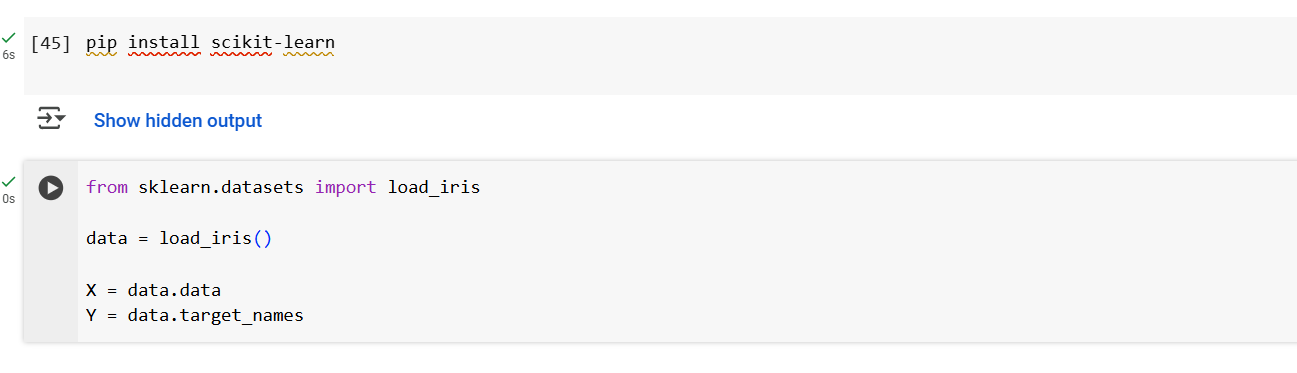 [45] pip install scikit-learn
6s
Show hidden output
from sklearn.datasets import load_iris
0s
data = load_iris()
X = data.data
Y = data.target_names